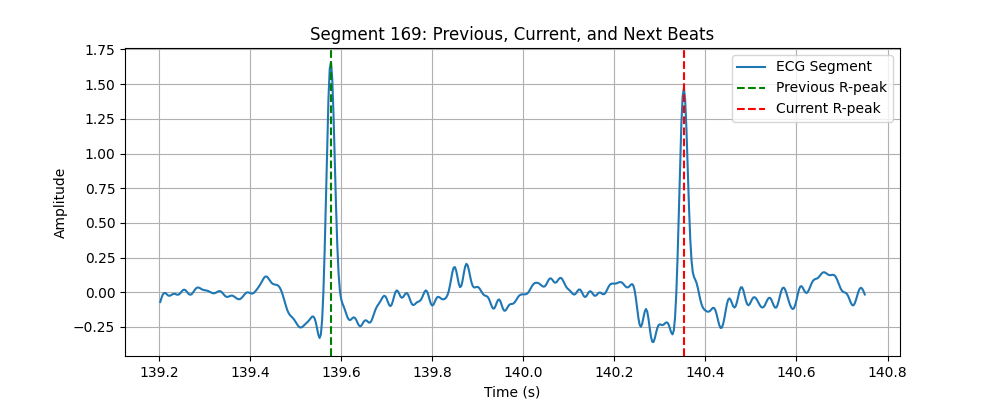 Segment 169: Previous, Current, and Next Beats
1.75
1.50
1.25
1.00
0.75
0.50
0.25
0.00
−0.25
Amplitude
ECG Segment
Previous R-peak
Current R-peak
139.2 139.4 139.6 139.8 140.0 140.2 140.4 140.6 140.8
Time (s)